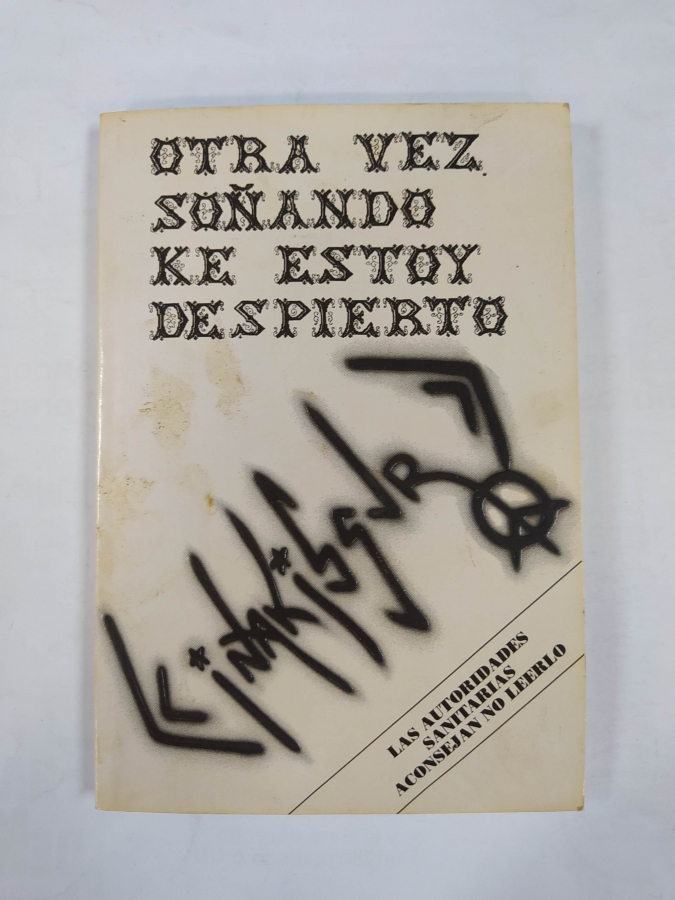 OTRA VEZ
SOÑANDO
KE ESTOY
DESPIERTO
LAS AUTORIDADES
SANITARIAS
ACONSEJAN NO LEERLO